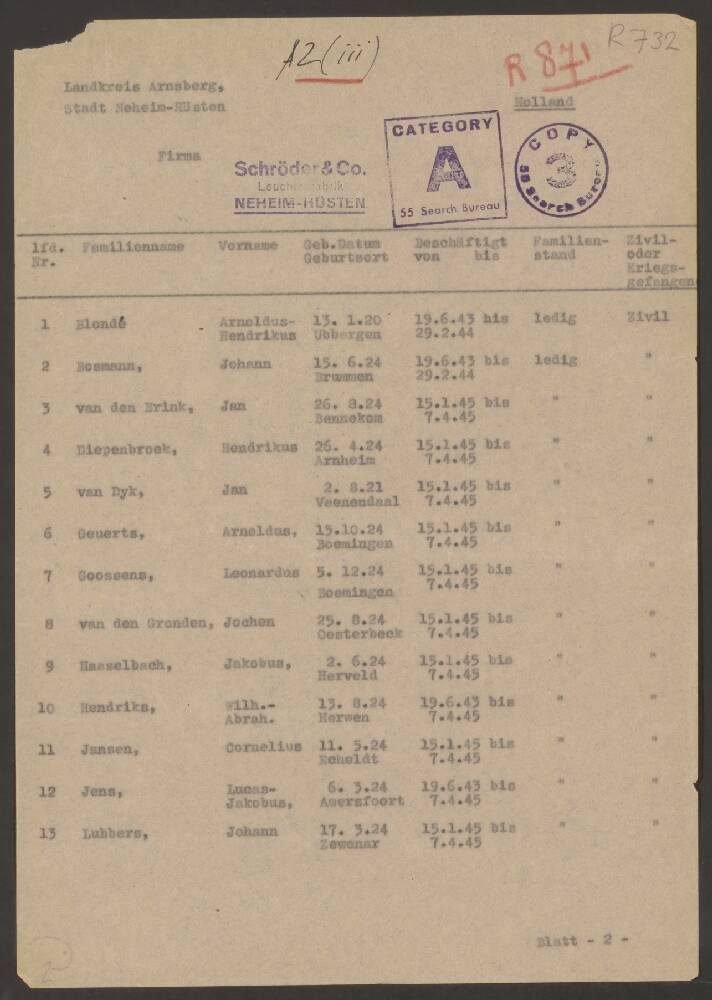 A2(iii)
R 871
R 732
Landkreis Arnsberg,
Stadt Neheim-Hüsten
Holland
Firma
Schröder & Co.
NEHEIM-HÜSTEN
CATEGORY
A
55 Search Bureau
COPY
3
55 Search Bureau
lfd. Familienname Vorname Geb.Datum Beschäftigt Familien- Zivil-
Nr. Geburtsort von bis stand oder
Kriegs-
gefangen
1 Blondé Arnoldus- 13. 1.20 19.6.43 bis ledig Zivil
Hendrikus Ubbergen 29.2.44
2 Bosmann, Johann 15. 6.24 19.6.43 bis ledig "
Brummen 29.2.44
3 van den Brink, Jan 26. 8.24 15.1.45 bis " "
Bennekom 7.4.45
4 Diepenbroek, Hendrikus 26. 4.24 15.1.45 bis " "
Arnheim 7.4.45
5 van Dyk, Jan 2. 8.21 15.1.45 bis " "
Veenendaal 7.4.45
6 Geuerts, Arnoldus, 15.10.24 15.1.45 bis " "
Boemingen 7.4.45
7 Goossens, Leonardus 5. 12.24 15.1.45 bis " "
Boemingen 7.4.45
8 van den Gronden, Jochen 25. 8.24 15.1.45 bis " "
Oesterbeck 7.4.45
9 Hasselbach, Jakobus, 2. 6.24 15.1.45 bis " "
Herveld 7.4.45
10 Hendriks, Wilh.- 13. 8.24 19.6.43 bis " "
Abrah. Herwen 7.4.45
11 Jansen, Cornelius 11. 5.24 15.1.45 bis " "
Scheldt 7.4.45
12 Jens, Lucas- 6. 3.24 19.6.43 bis " "
Jakobus, Amersfoort 7.4.45
13 Lubbers, Johann 17. 3.24 15.1.45 bis " "
Zewenar 7.4.45
Blatt - 2 -
2